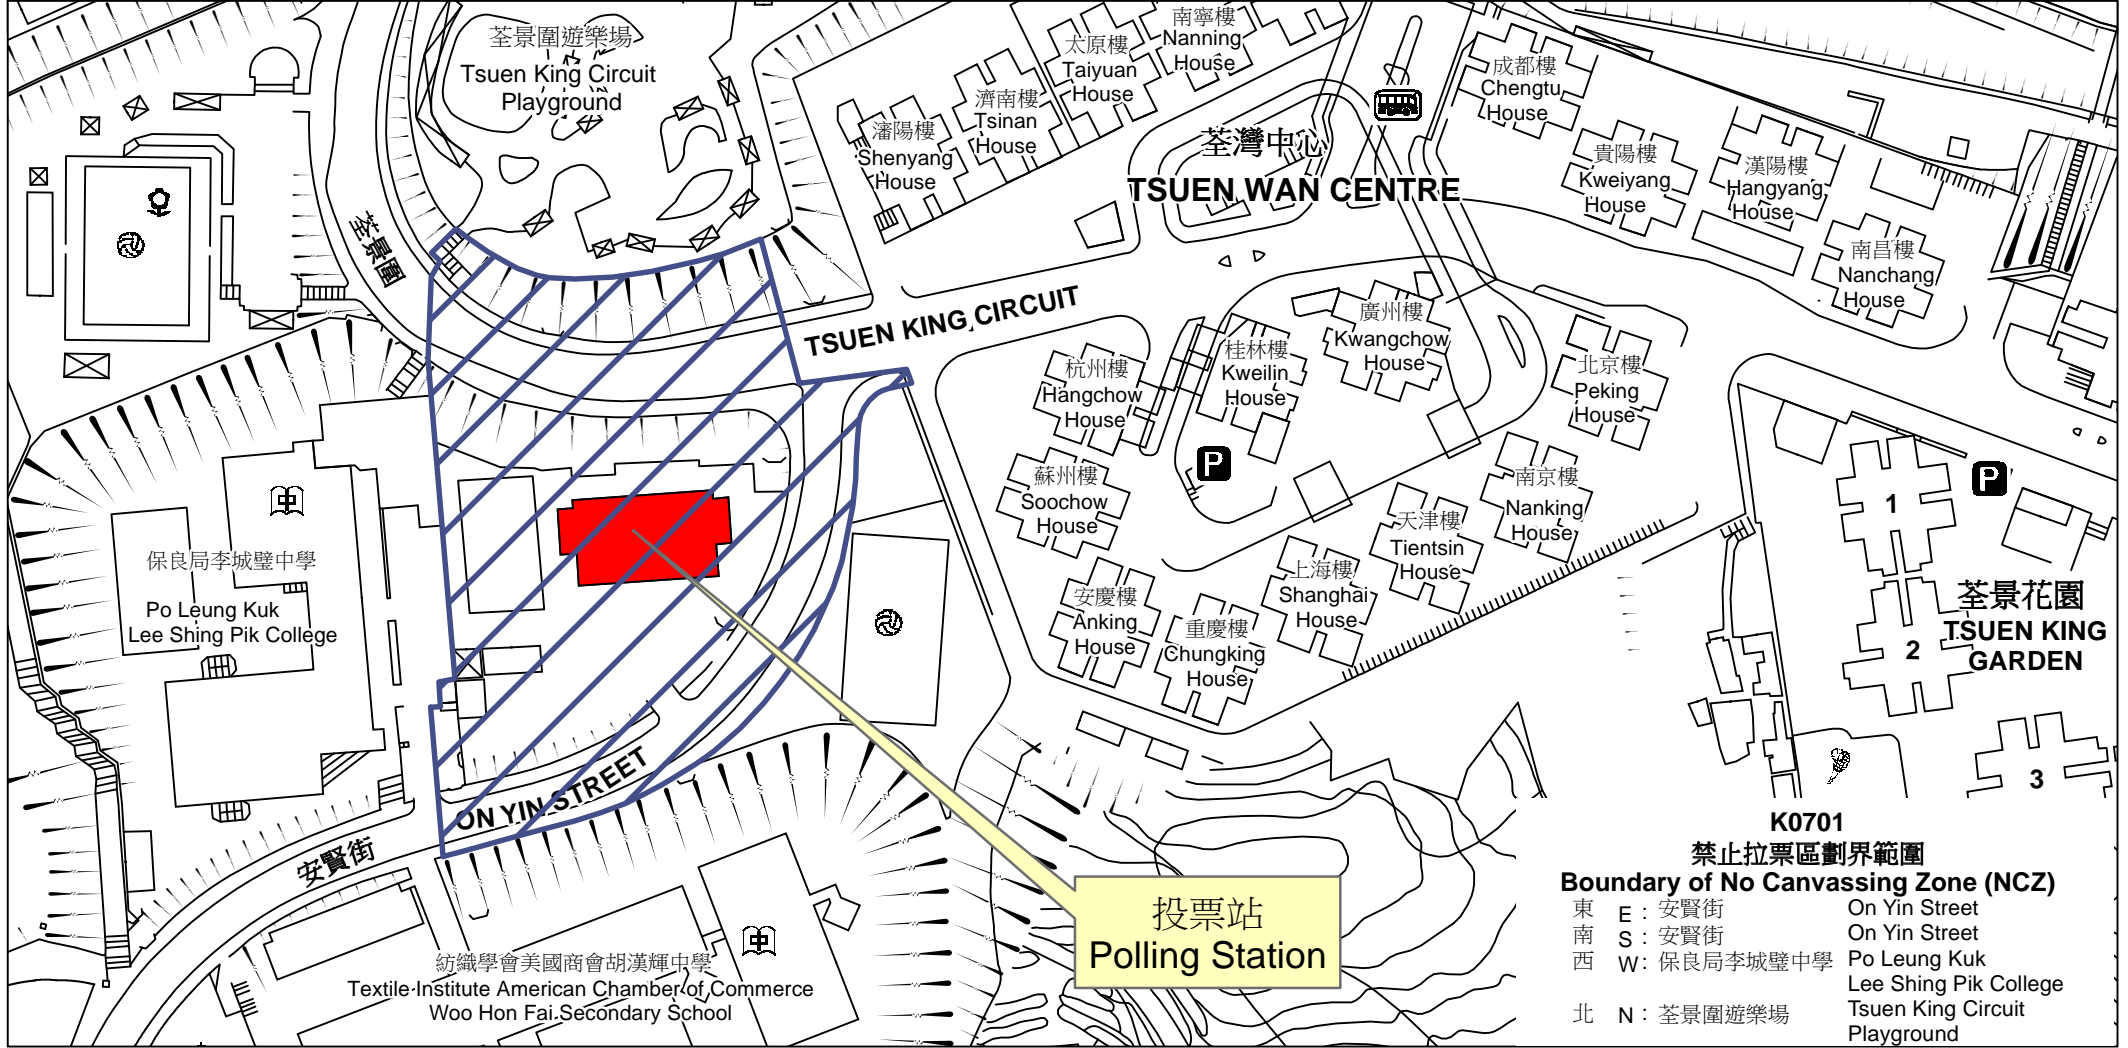 荃景圍遊樂場
Tsuen King Circuit
Playground
南寧樓
Nanning
House
太原樓
Taiyuan
House
濟南樓
Tsinan
House
瀋陽樓
Shenyang
House
成都樓
Chengtu
House
貴陽樓
Kweiyang
House
漢陽樓
Hangyang
House
南昌樓
Nanchang
House
荃灣中心
TSUEN WAN CENTRE
荃景圍
TSUEN KING CIRCUIT
廣州樓
Kwangchow
House
桂林樓
Kweilin
House
杭州樓
Hangchow
House
北京樓
Peking
House
蘇州樓
Soochow
House
南京樓
Nanking
House
天津樓
Tientsin
House
上海樓
Shanghai
House
安慶樓
Anking
House
重慶樓
Chungking
House
P
P
1
2
3
荃景花園
TSUEN KING
GARDEN
中
保良局李城璧中學
Po Leung Kuk
Lee Shing Pik College
ON YIN STREET
安賢街
中
紡織學會美國商會胡漢輝中學
Textile Institute American Chamber of Commerce
Woo Hon Fai Secondary School
投票站
Polling Station
K0701
禁止拉票區劃界範圍
Boundary of No Canvassing Zone (NCZ)
東 E : 安賢街 On Yin Street
南 S : 安賢街 On Yin Street
西 W : 保良局李城璧中學 Po Leung Kuk
Lee Shing Pik College
北 N : 荃景圍遊樂場 Tsuen King Circuit
Playground